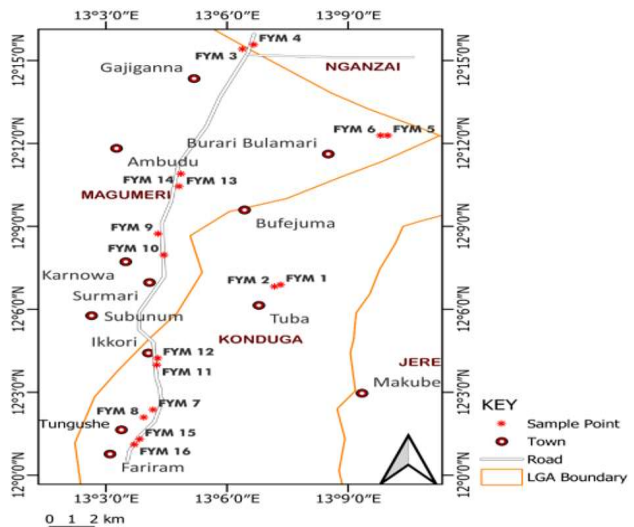 13°3'0"E 13°6'0"E 13°9'0"E
FYM 4
FYM 3
12°15'0"N 12°15'0"N
NGANZAI
Gajiganna
FYM 6 FYM 5
12°12'0"N 12°12'0"N
Burari Bulamari
Ambudu
FYM 14 FYM 13
MAGUMERI
FYM 9
Bufejuma
12°9'0"N 12°9'0"N
FYM 10
Karnowa
FYM 2 FYM 1
Surmari
12°6'0"N 12°6'0"N
Subunum
Tuba
Ikkori
KONDUGA
FYM 12
JERE
FYM 11
Makube
12°3'0"N 12°3'0"N
FYM 8 FYM 7
KEY
Tungushe
Sample Point
FYM 15
Town
FYM 16
Road
Fariram
12°0'0"N 12°0'0"N
LGA Boundary
13°3'0"E 13°6'0"E 13°9'0"E
0 1 2 km